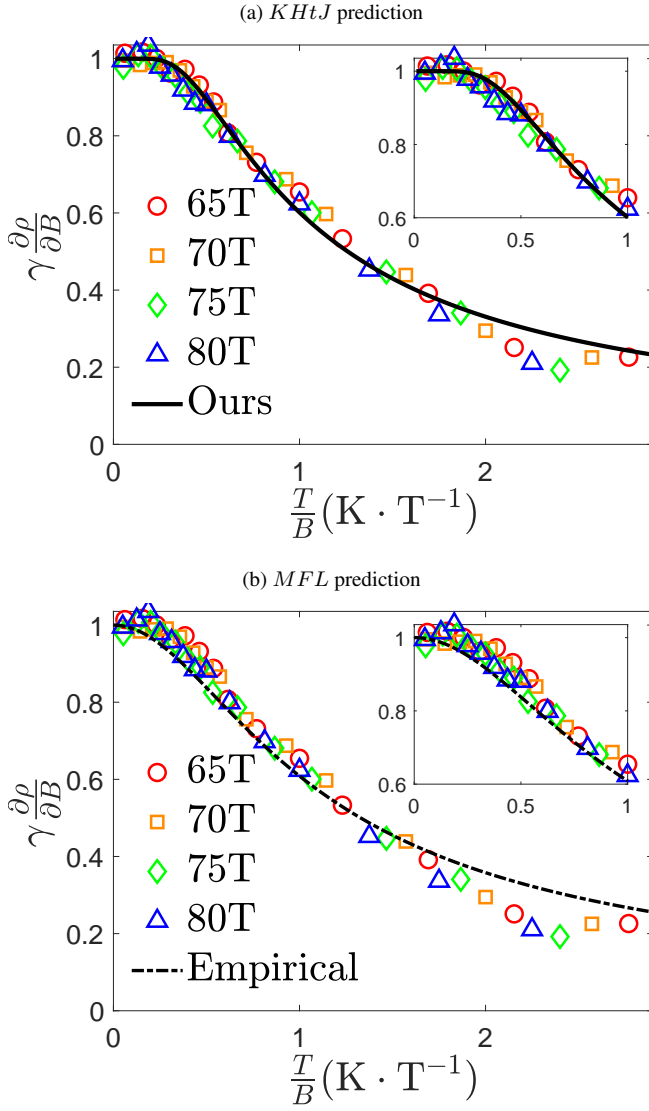 (a) KHtJ prediction
1
0.8
0.6
0.4
0.2
0
γ ∂ρ/∂B
1
0.8
0.6
0 0.5 1
65T
70T
75T
80T
Ours
0 1 2
T/B (K · T⁻¹)
(b) MFL prediction
1
0.8
0.6
0.4
0.2
0
γ ∂ρ/∂B
1
0.8
0.6
0 0.5 1
65T
70T
75T
80T
Empirical
0 1 2
T/B (K · T⁻¹)